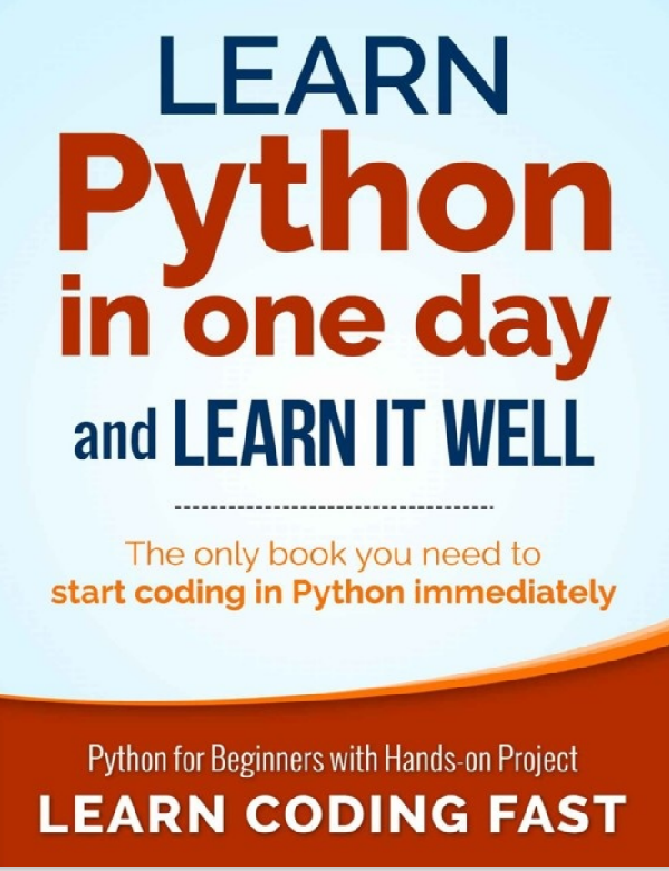 LEARN
Python
in one day
and LEARN IT WELL
The only book you need to
start coding in Python immediately
Python for Beginners with Hands-on Project
LEARN CODING FAST